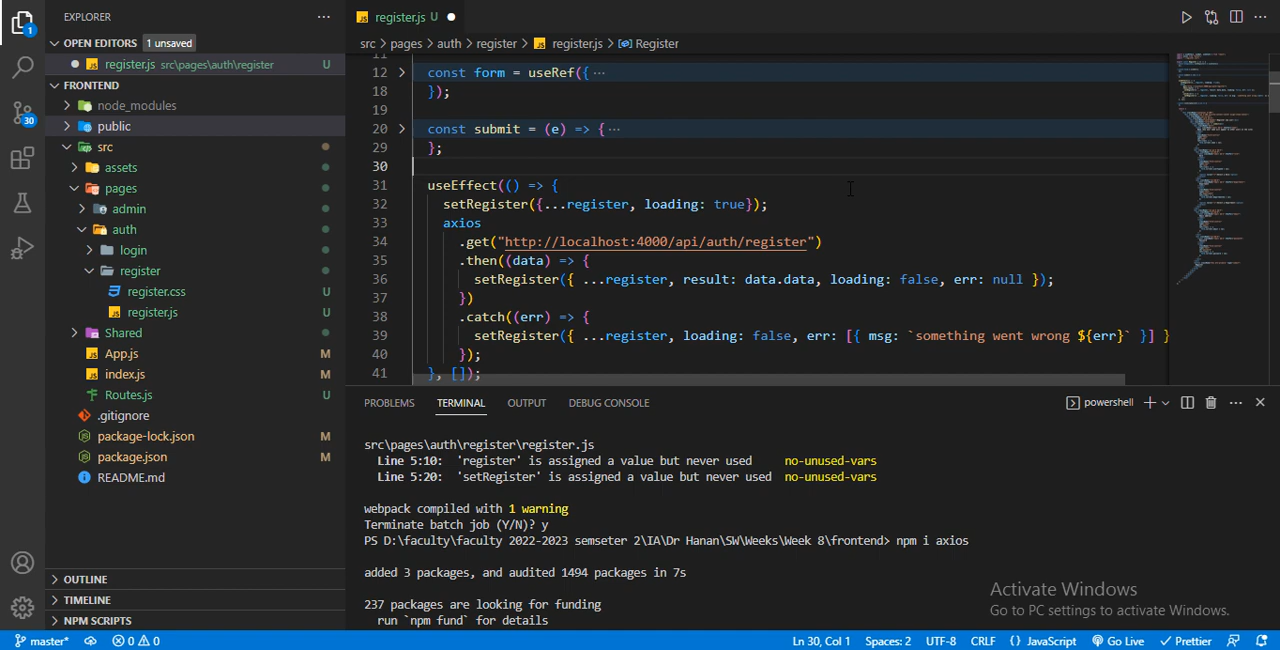 1
30
EXPLORER
OPEN EDITORS 1 unsaved
register.js src\pages\auth\register U
FRONTEND
node_modules
public
src
assets
pages
admin
auth
login
register
register.css U
register.js U
Shared
App.js M
index.js M
Routes.js U
.gitignore
package-lock.json M
package.json M
README.md
OUTLINE
TIMELINE
NPM SCRIPTS
JS register.js U
src > pages > auth > register > JS register.js > Register
11
12 const form = useRef({ ···
18 });
19
20 const submit = (e) => { ···
29 };
30
31 useEffect(() => {
32 setRegister({...register, loading: true});
33 axios
34 .get("http://localhost:4000/api/auth/register")
35 .then((data) => {
36 setRegister({ ...register, result: data.data, loading: false, err: null });
37 })
38 .catch((err) => {
39 setRegister({ ...register, loading: false, err: [{ msg: `something went wrong ${err}` }] }
40 });
41 }, []);
PROBLEMS TERMINAL OUTPUT DEBUG CONSOLE powershell
src\pages\auth\register\register.js
Line 5:10: 'register' is assigned a value but never used no-unused-vars
Line 5:20: 'setRegister' is assigned a value but never used no-unused-vars
webpack compiled with 1 warning
Terminate batch job (Y/N)? y
PS D:\faculty\faculty 2022-2023 semseter 2\IA\Dr Hanan\SW\Weeks\Week 8\frontend> npm i axios
added 3 packages, and audited 1494 packages in 7s
237 packages are looking for funding
run `npm fund` for details
Activate Windows
Go to PC settings to activate Windows.
master* 0 0 Ln 30, Col 1 Spaces: 2 UTF-8 CRLF {} JavaScript Go Live Prettier